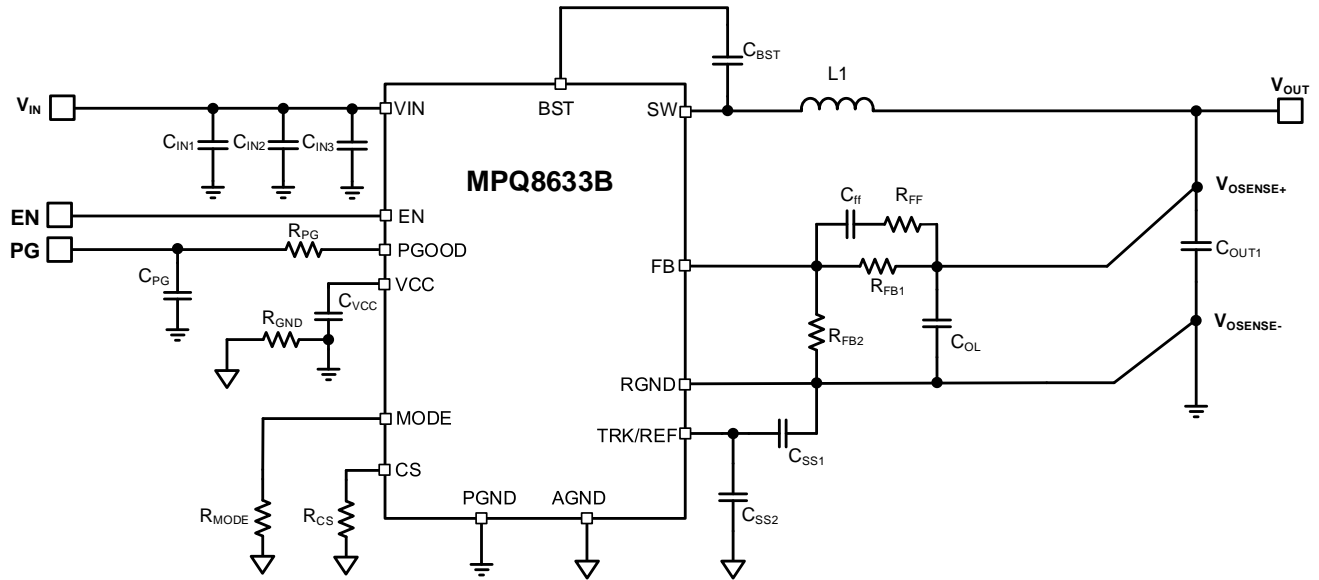 C_BST
L1
V_OUT
V_IN
VIN
BST
SW
C_IN1
C_IN2
C_IN3
MPQ8633B
V_OSENSE+
C_ff
R_FF
EN
EN
R_PG
PG
PGOOD
C_OUT1
FB
C_PG
VCC
R_FB1
C_VCC
R_GND
R_FB2
C_OL
V_OSENSE-
RGND
MODE
TRK/REF
C_SS1
CS
PGND
AGND
R_MODE
R_CS
C_SS2